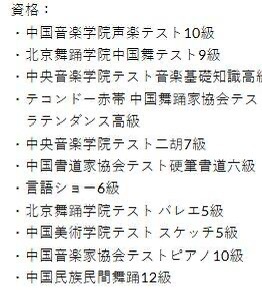 資格：
・中国音楽学院声楽テスト10級
・北京舞踊学院中国舞テスト9級
・中央音楽学院テスト音楽基礎知識高級
・テコンドー赤帯 中国舞踊家協会テス
ラテンダンス高級
・中央音楽学院テスト二胡7級
・中国書道家協会テスト硬筆書道六級
・言語ショー6級
・北京舞踊学院テスト バレエ5級
・中国美術学院テスト スケッチ5級
・中国音楽家協会テストピアノ10級
・中国民族民間舞踊12級